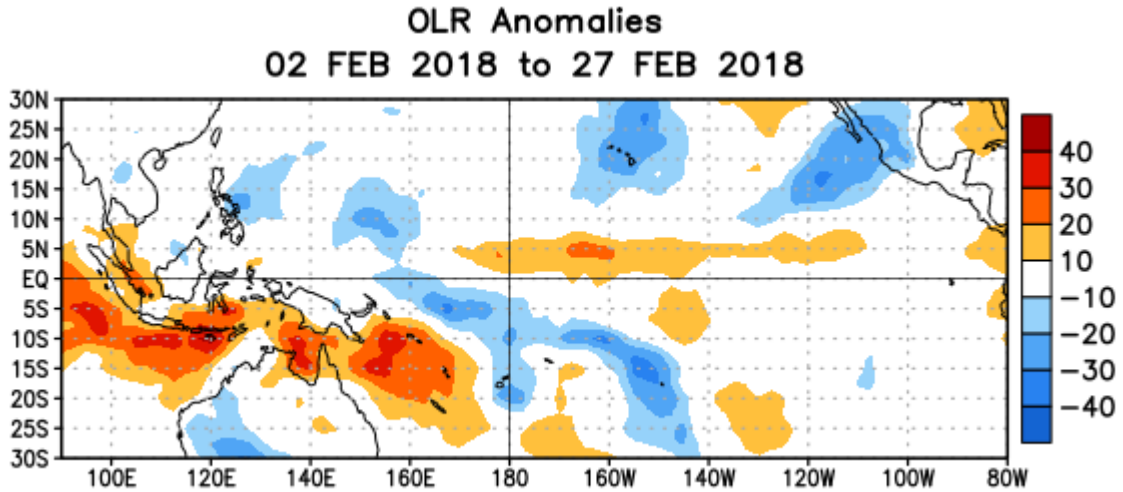 OLR Anomalies
02 FEB 2018 to 27 FEB 2018
30N
25N
20N
15N
10N
5N
EQ
5S
10S
15S
20S
25S
30S
100E 120E 140E 160E 180 160W 140W 120W 100W 80W
40
30
20
10
−10
−20
−30
−40